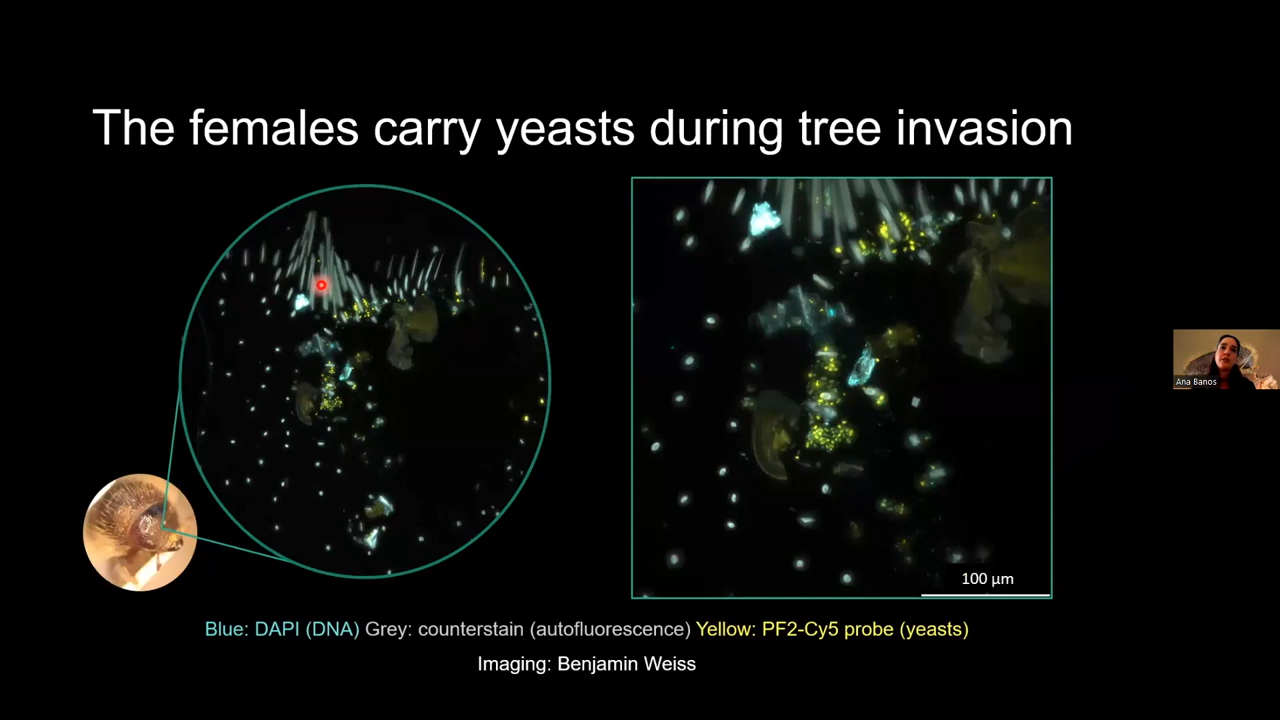 The females carry yeasts during tree invasion
Ana Banos
100 µm
Blue: DAPI (DNA) Grey: counterstain (autofluorescence) Yellow: PF2-Cy5 probe (yeasts)
Imaging: Benjamin Weiss